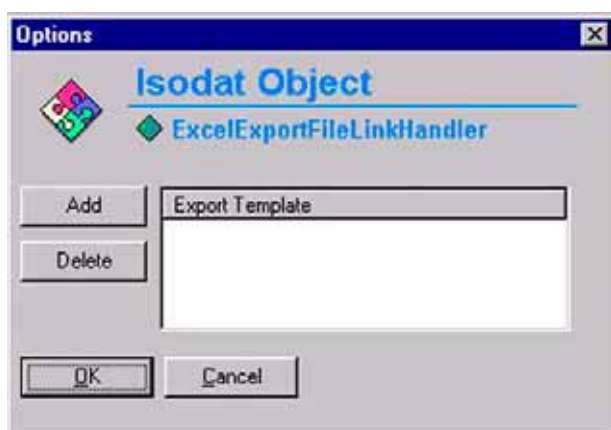 Options
Isodat Object
ExcelExportFileLinkHandler
Add
Export Template
Delete
OK
Cancel